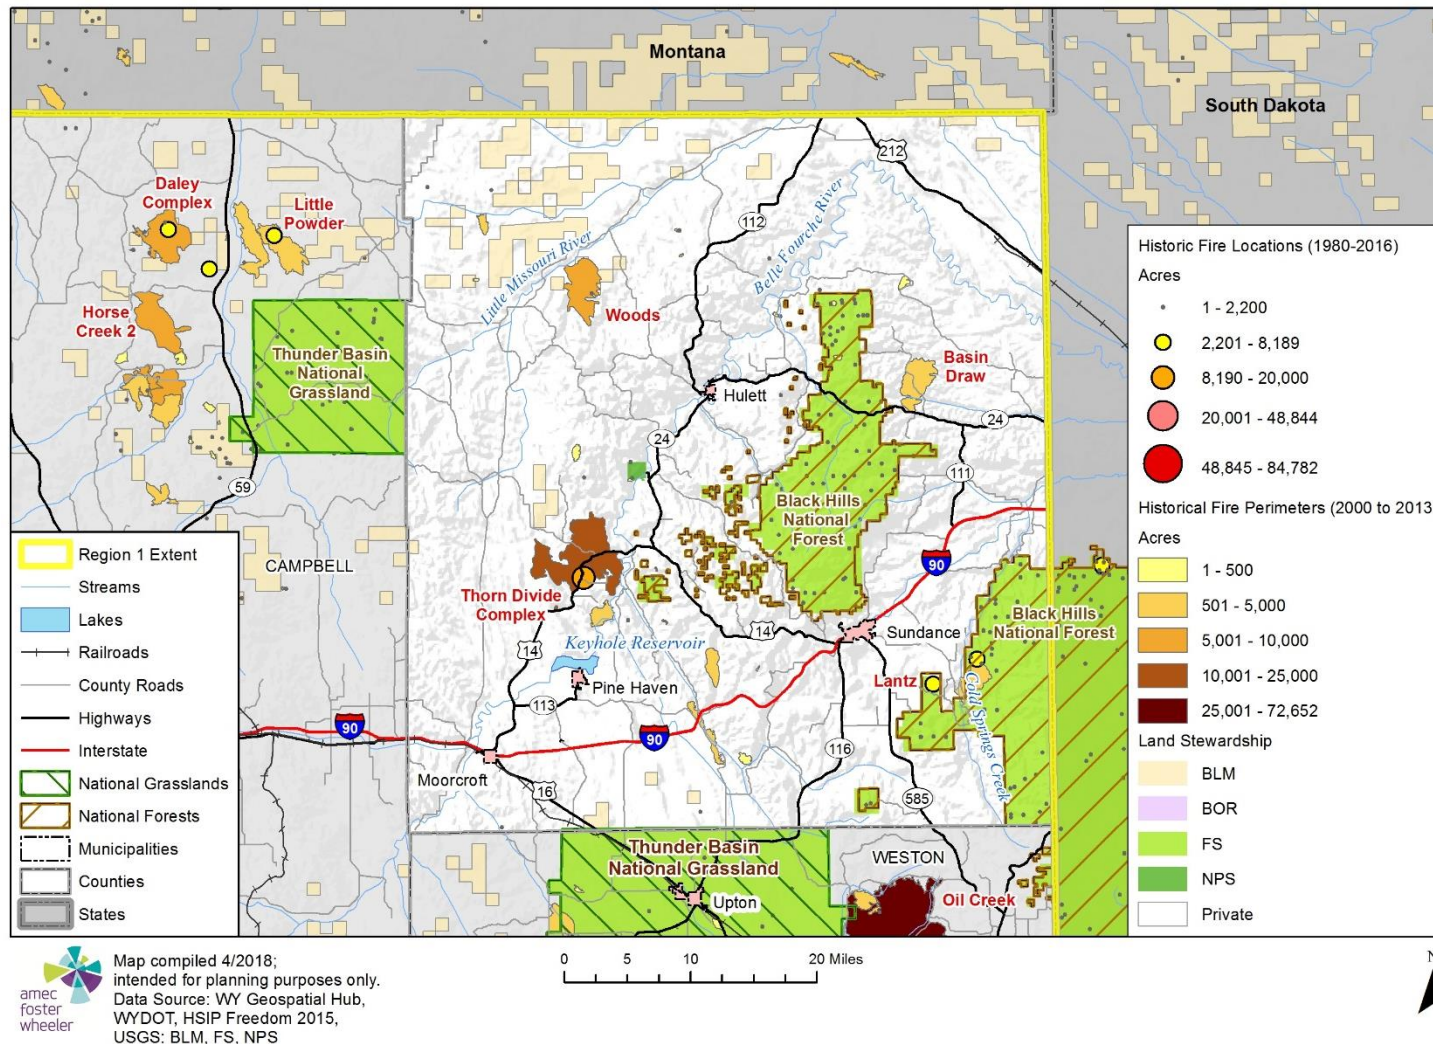 Montana
South Dakota
212
Daley
Complex
Little
Powder
112
Belle Fourche River
Little Missouri River
Horse
Creek 2
Woods
Thunder Basin
National
Grassland
Basin
Draw
Hulett
24
24
59
111
Black Hills
National
Forest
90
CAMPBELL
Thorn Divide
Complex
Black Hills
National Forest
14
Sundance
Keyhole Reservoir
14
Lantz
Cold Springs Creek
Pine Haven
113
90
90
116
Moorcroft
16
585
Thunder Basin
National Grassland
WESTON
Upton
Oil Creek
Region 1 Extent
Streams
Lakes
Railroads
County Roads
Highways
Interstate
National Grasslands
National Forests
Municipalities
Counties
States
Historic Fire Locations (1980-2016)
Acres
1 - 2,200
2,201 - 8,189
8,190 - 20,000
20,001 - 48,844
48,845 - 84,782
Historical Fire Perimeters (2000 to 2013
Acres
1 - 500
501 - 5,000
5,001 - 10,000
10,001 - 25,000
25,001 - 72,652
Land Stewardship
BLM
BOR
FS
NPS
Private
amec
foster
wheeler
Map compiled 4/2018;
intended for planning purposes only.
Data Source: WY Geospatial Hub,
WYDOT, HSIP Freedom 2015,
USGS: BLM, FS, NPS
0 5 10 20 Miles